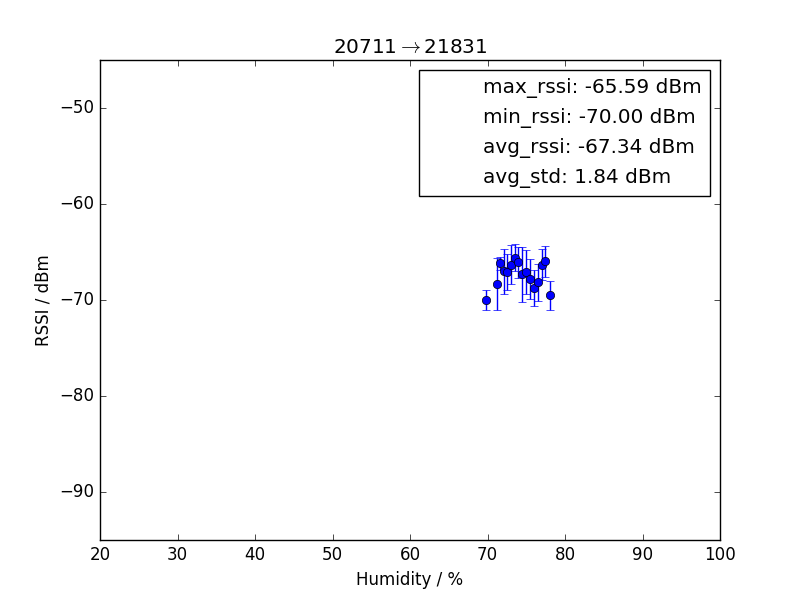 20711→21831
max_rssi: -65.59 dBm
min_rssi: -70.00 dBm
avg_rssi: -67.34 dBm
avg_std: 1.84 dBm
−50
−60
−70
−80
−90
RSSI / dBm
20 30 40 50 60 70 80 90 100
Humidity / %